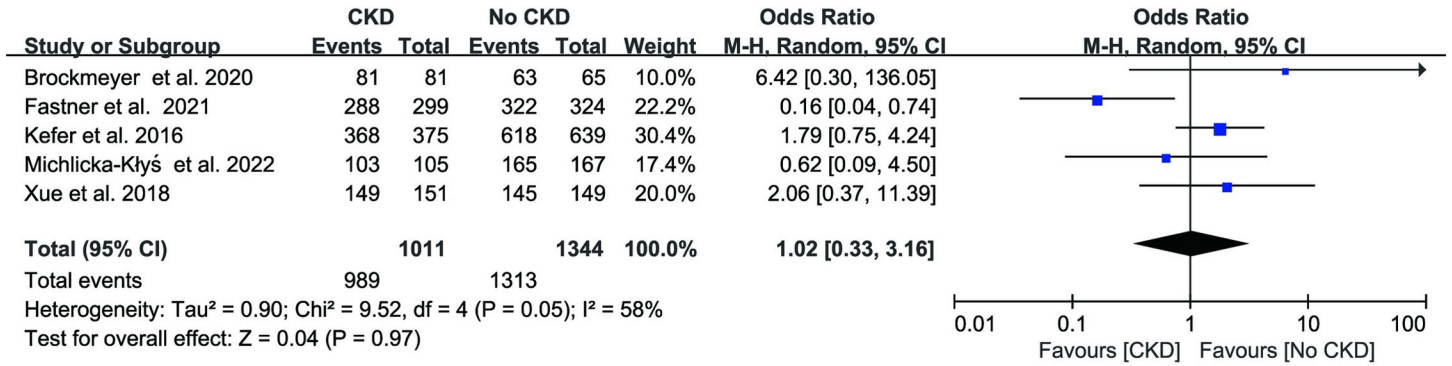 CKD No CKD Odds Ratio Odds Ratio
Study or Subgroup Events Total Events Total Weight M-H, Random, 95% CI M-H, Random, 95% CI
Brockmeyer et al. 2020 81 81 63 65 10.0% 6.42 [0.30, 136.05]
Fastner et al. 2021 288 299 322 324 22.2% 0.16 [0.04, 0.74]
Kefer et al. 2016 368 375 618 639 30.4% 1.79 [0.75, 4.24]
Michlicka-Kłyś et al. 2022 103 105 165 167 17.4% 0.62 [0.09, 4.50]
Xue et al. 2018 149 151 145 149 20.0% 2.06 [0.37, 11.39]
Total (95% CI) 1011 1344 100.0% 1.02 [0.33, 3.16]
Total events 989 1313
Heterogeneity: Tau² = 0.90; Chi² = 9.52, df = 4 (P = 0.05); I² = 58%
Test for overall effect: Z = 0.04 (P = 0.97)
0.01 0.1 1 10 100
Favours [CKD] Favours [No CKD]